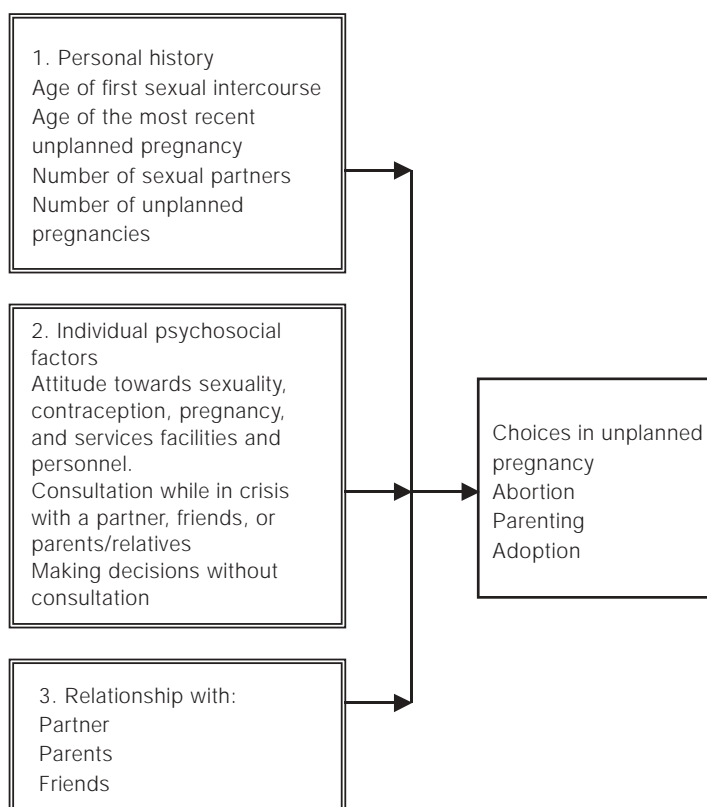 1. Personal history
Age of first sexual intercourse
Age of the most recent
unplanned pregnancy
Number of sexual partners
Number of unplanned
pregnancies
2. Individual psychosocial
factors
Attitude towards sexuality,
contraception, pregnancy,
and services facilities and
personnel.
Consultation while in crisis
with a partner, friends, or
parents/relatives
Making decisions without
consultation
3. Relationship with:
Partner
Parents
Friends
Choices in unplanned
pregnancy
Abortion
Parenting
Adoption